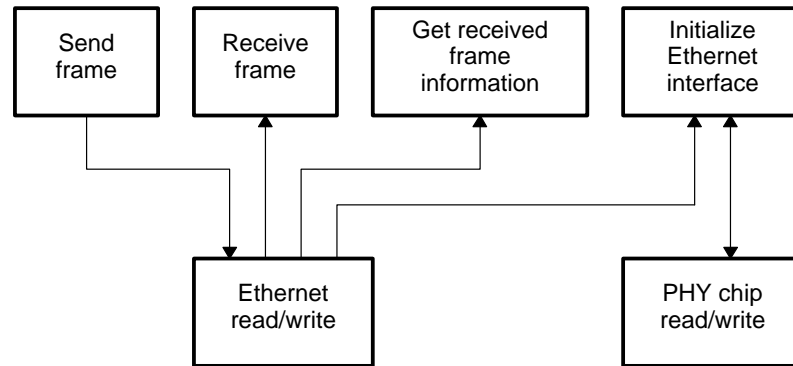 Send
frame
Receive
frame
Get received
frame
information
Initialize
Ethernet
interface
Ethernet
read/write
PHY chip
read/write